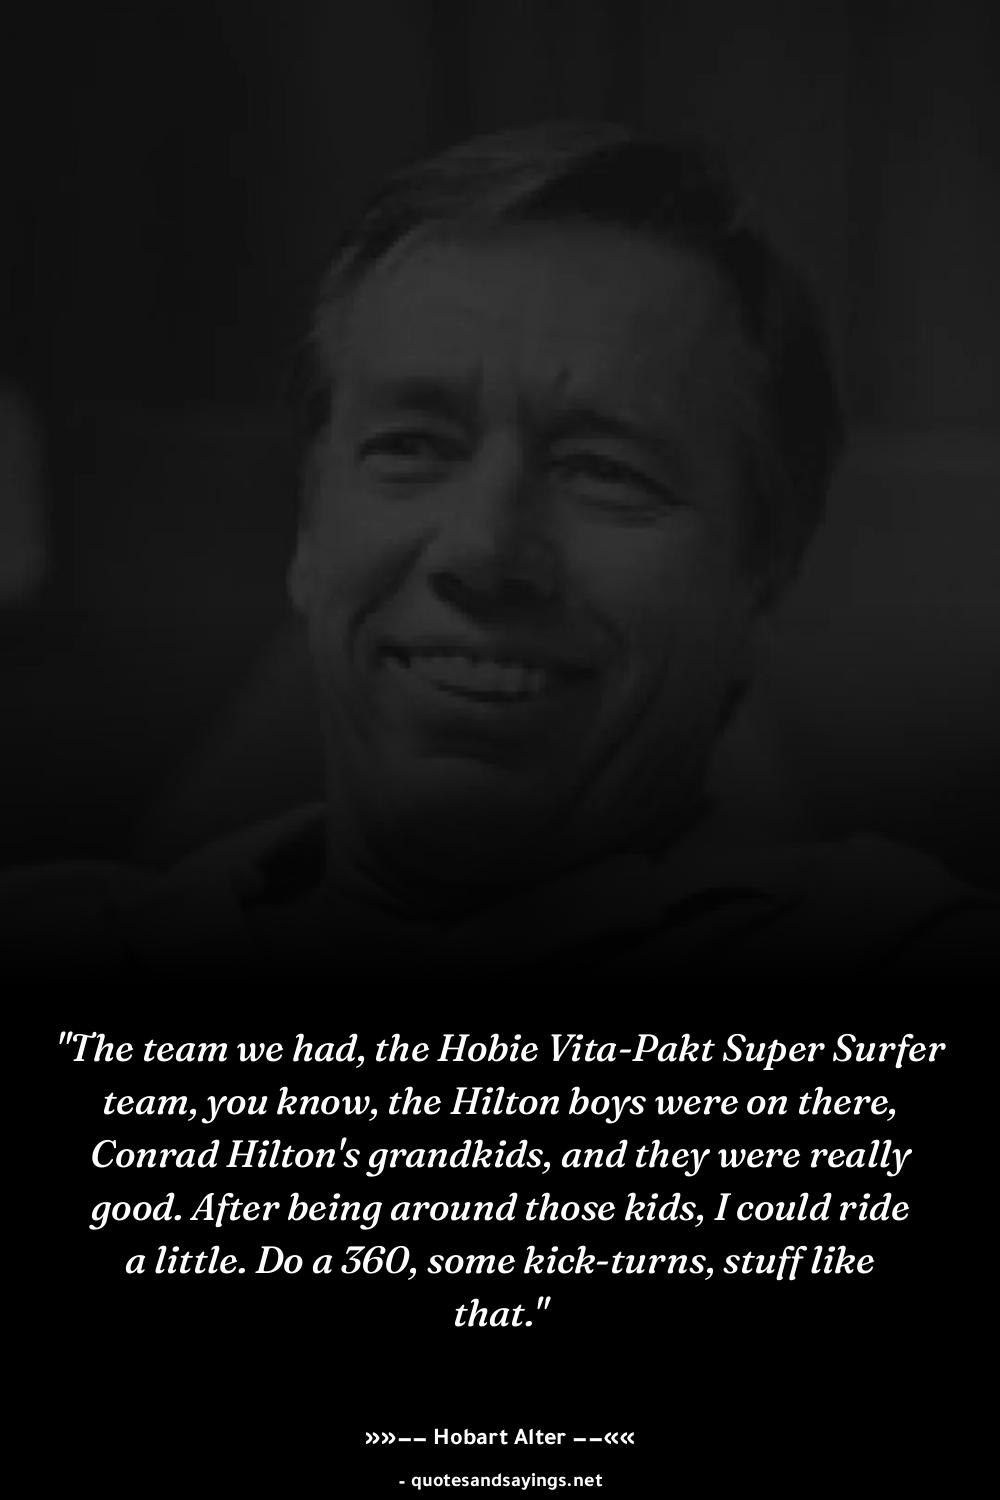 "The team we had, the Hobie Vita-Pakt Super Surfer
team, you know, the Hilton boys were on there,
Conrad Hilton's grandkids, and they were really
good. After being around those kids, I could ride
a little. Do a 360, some kick-turns, stuff like
that."
»»−− Hobart Alter −−««
- quotesandsayings.net